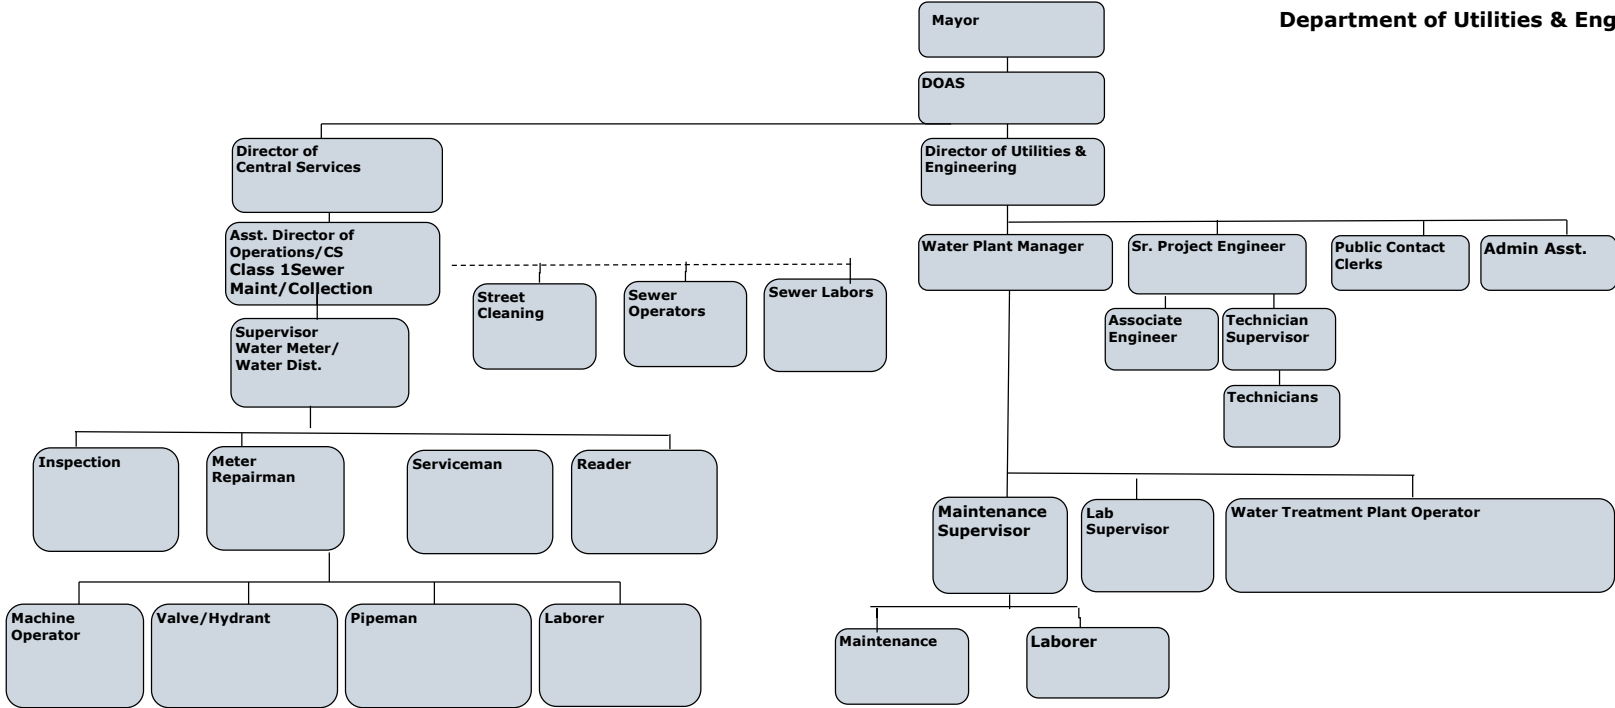 Department of Utilities & Eng
Mayor
DOAS
Director of
Central Services
Director of Utilities &
Engineering
Asst. Director of
Operations/CS
Class 1Sewer
Maint/Collection
Water Plant Manager
Sr. Project Engineer
Public Contact
Clerks
Admin Asst.
Street
Cleaning
Sewer
Operators
Sewer Labors
Supervisor
Water Meter/
Water Dist.
Associate
Engineer
Technician
Supervisor
Technicians
Inspection
Meter
Repairman
Serviceman
Reader
Maintenance
Supervisor
Lab
Supervisor
Water Treatment Plant Operator
Machine
Operator
Valve/Hydrant
Pipeman
Laborer
Maintenance
Laborer